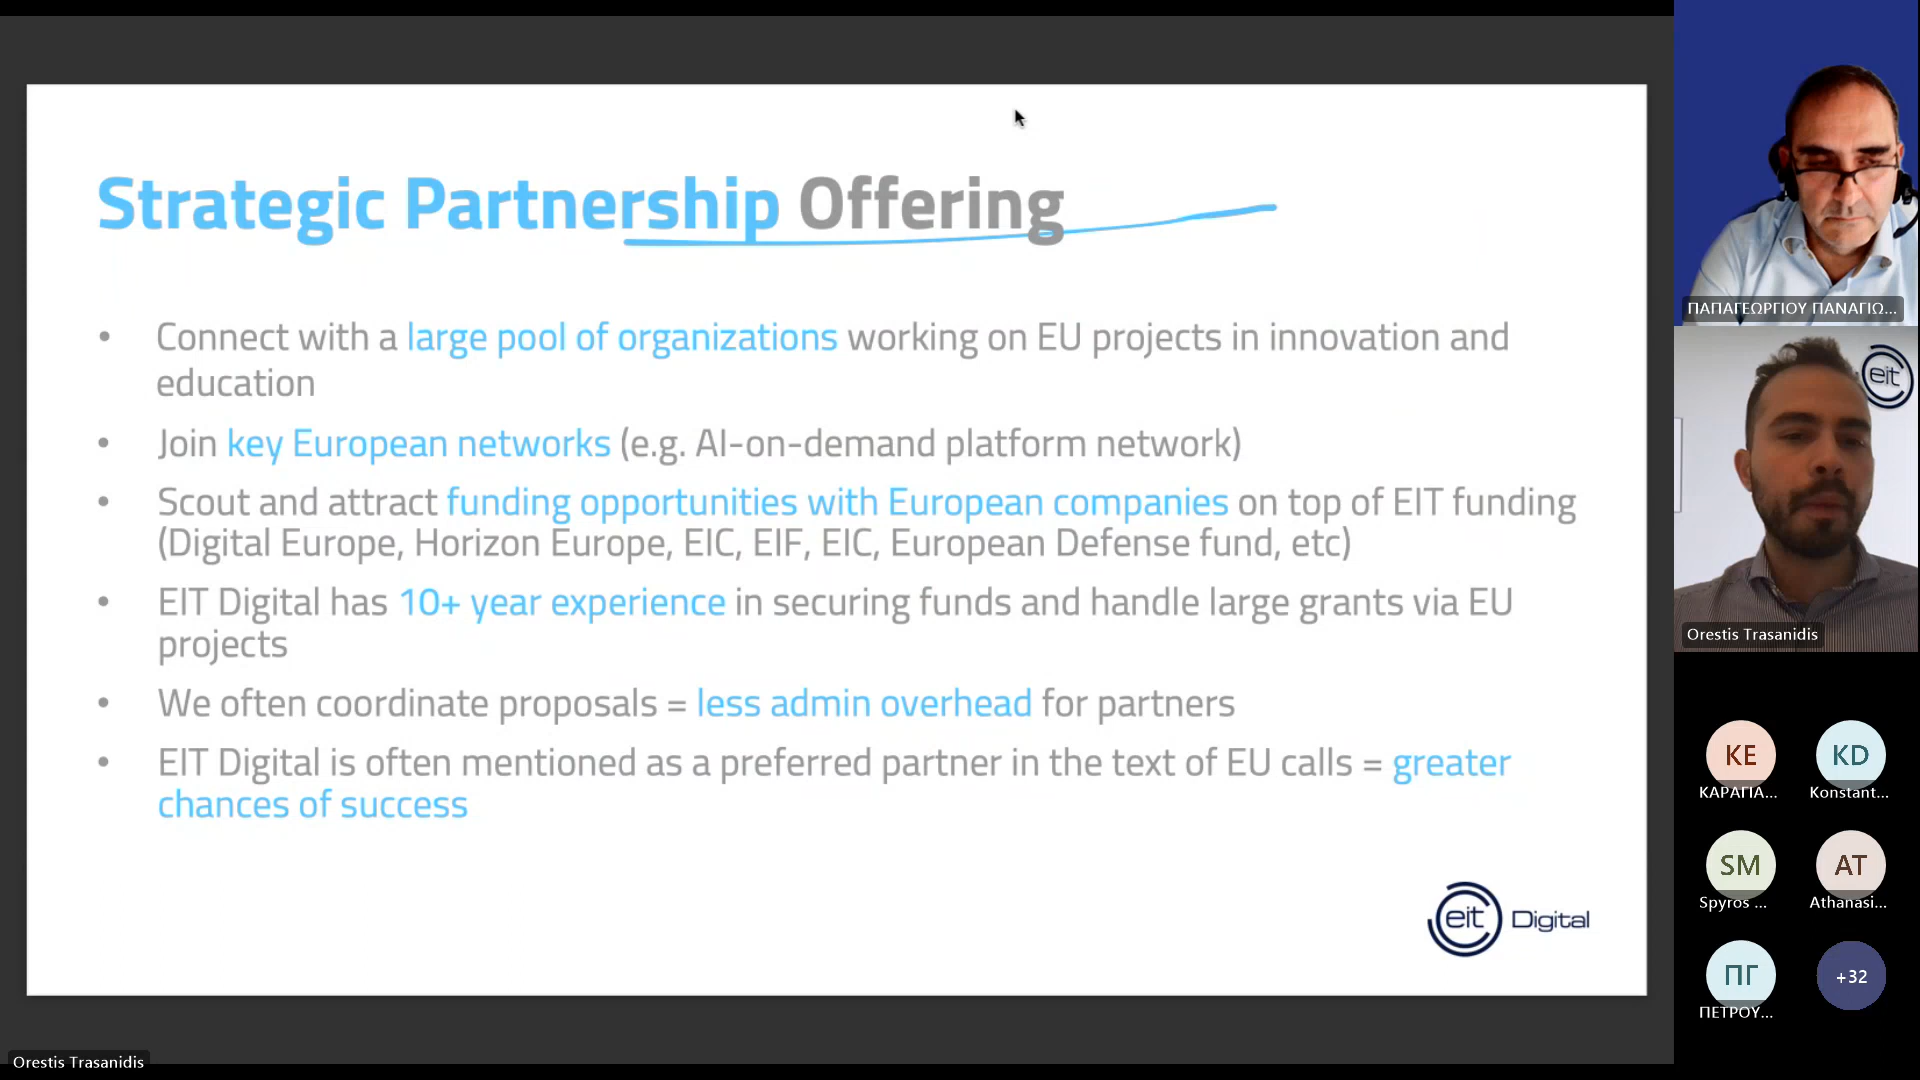 Strategic Partnership Offering
• Connect with a large pool of organizations working on EU projects in innovation and
education
• Join key European networks (e.g. AI-on-demand platform network)
• Scout and attract funding opportunities with European companies on top of EIT funding
(Digital Europe, Horizon Europe, EIC, EIF, EIC, European Defense fund, etc)
• EIT Digital has 10+ year experience in securing funds and handle large grants via EU
projects
• We often coordinate proposals = less admin overhead for partners
• EIT Digital is often mentioned as a preferred partner in the text of EU calls = greater
chances of success
eit Digital
Orestis Trasanidis
ΠΑΠΑΓΕΩΡΓΙΟΥ ΠΑΝΑΓΙΩ...
eit
Orestis Trasanidis
KE
ΚΑΡΑΓΙΑ...
KD
Konstant...
SM
Spyros ...
AT
Athanasi...
ΠΓ
ΠΕΤΡΟΥ...
+32